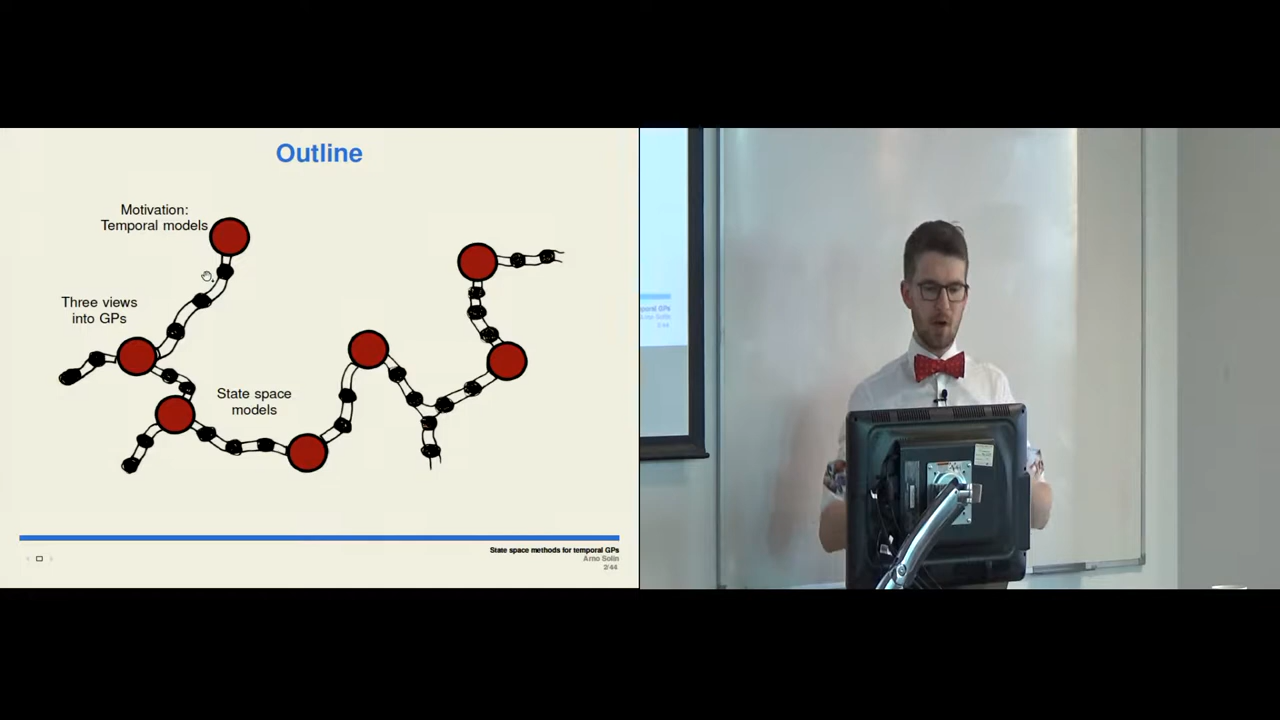 Outline
Motivation:
Temporal models
Three views
into GPs
State space
models
State space methods for temporal GPs
Arno Solin
2/44